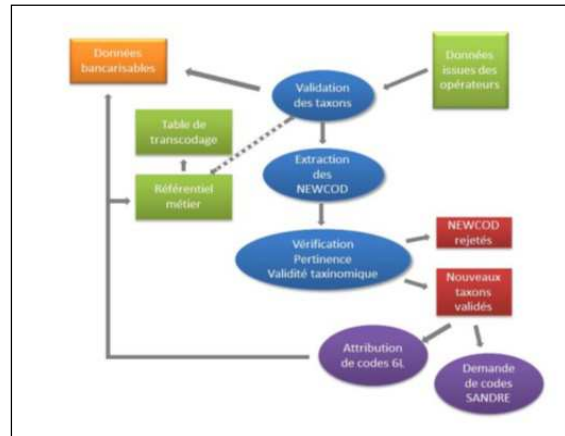 Données
bancarisables
Données
issues des
opérateurs
Validation
des taxons
Table de
transcodage
Extraction
des
NEWCOD
Référentiel
métier
Vérification
Pertinence
Validité taxinomique
NEWCOD
rejetés
Nouveaux
taxons
validés
Attribution
de codes 6L
Demande
de codes
SANDRE